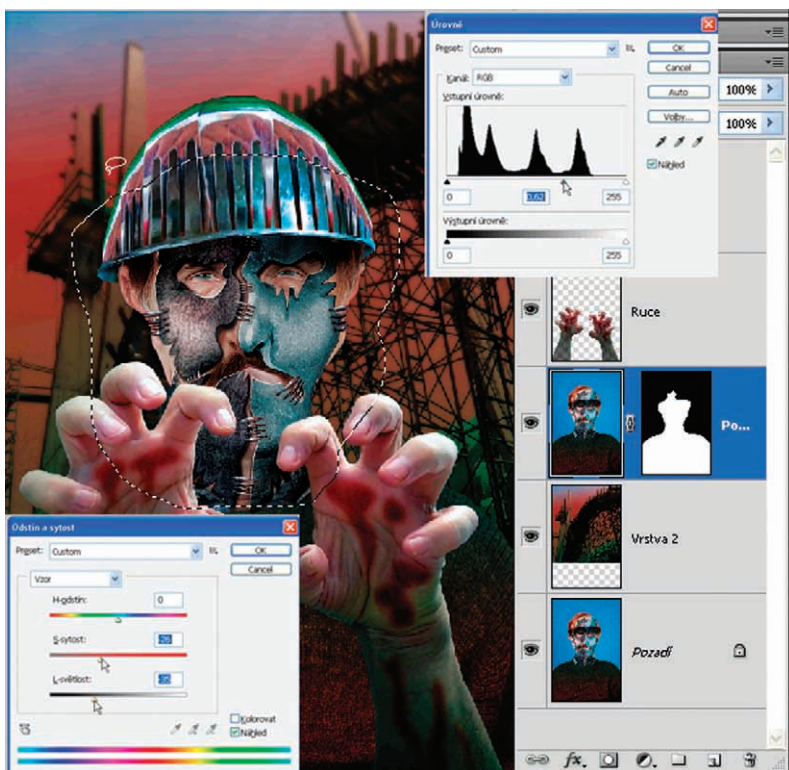 Úrovně
Preset: Custom
OK
Cancel
Auto
Volby...
Náhled
Kanál: RGB
Vstupní úrovně:
0
0,62
255
Výstupní úrovně:
0
255
100%
100%
Ruce
Po...
Vrstva 2
Pozadí
fx.
Odstín a sytost
Preset: Custom
OK
Cancel
Vzor
H-odstín: 0
S-sytost:
L-světlost:
Kolorovat
Náhled